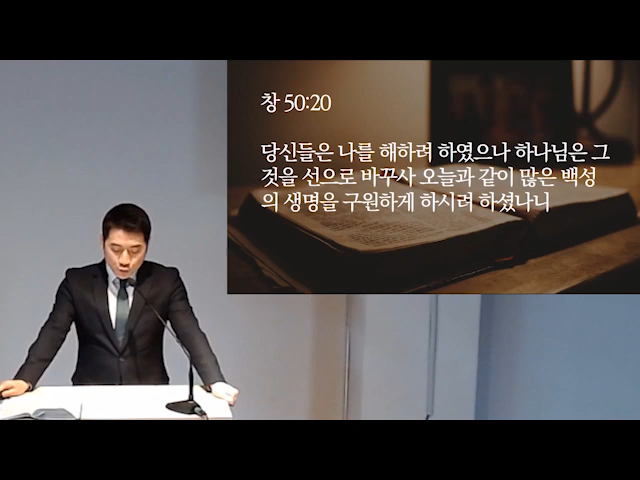 창 50:20
당신들은 나를 해하려 하였으나 하나님은 그
것을 선으로 바꾸사 오늘과 같이 많은 백성
의 생명을 구원하게 하시려 하셨나니